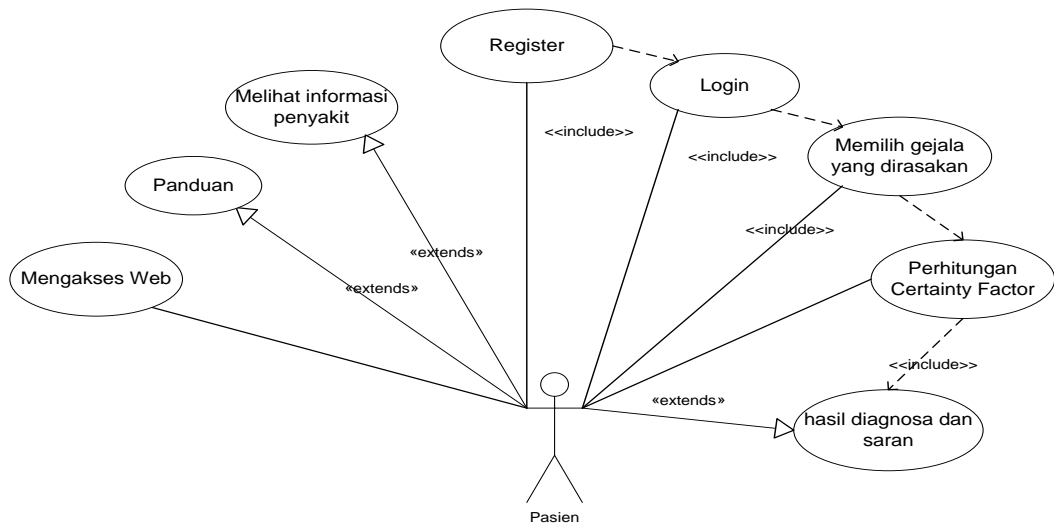 Register
Login
<<include>>
Melihat informasi
penyakit
<<include>>
Memilih gejala
yang dirasakan
Panduan
<<include>>
«extends»
Mengakses Web
«extends»
Perhitungan
Certainty Factor
<<include>>
«extends»
hasil diagnosa dan
saran
Pasien